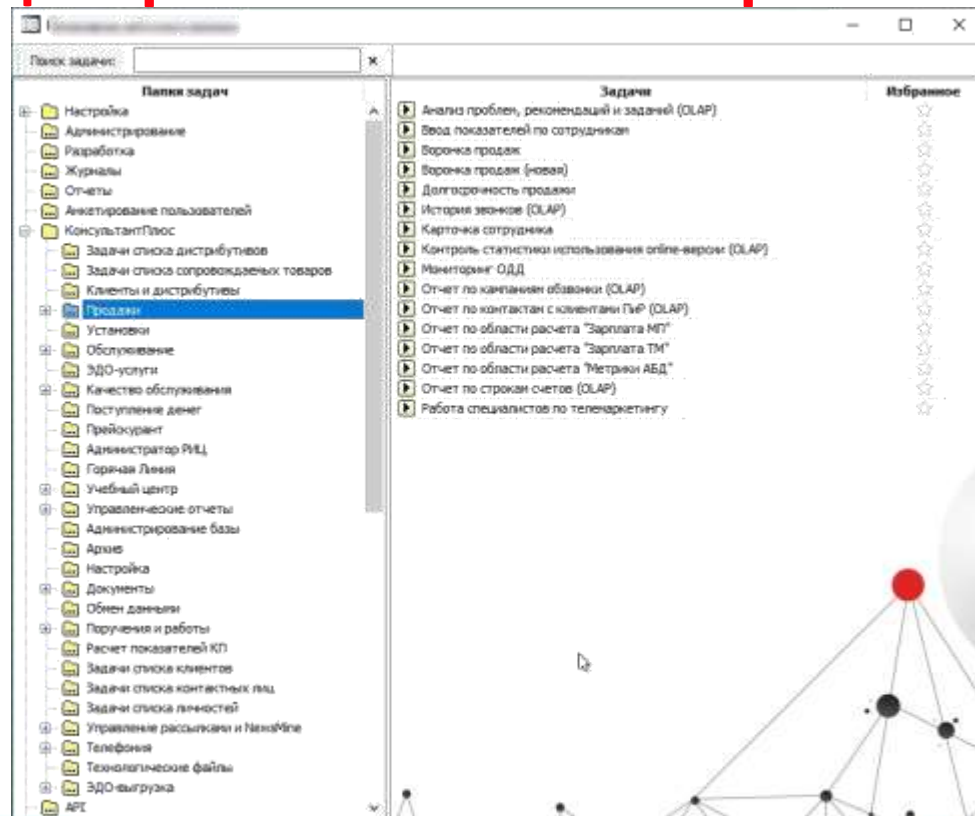 Поиск задачи:
Папки задач
Настройка
Администрирование
Разработка
Журналы
Отчеты
Анкетирование пользователей
КонсультантПлюс
Задачи списка дистрибутивов
Задачи списка сопровождаемых товаров
Клиенты и дистрибутивы
Продажи
Установки
Обслуживание
ЭДО-услуги
Качество обслуживания
Поступление денег
Прейскурант
Администратор РИЦ
Горячая Линия
Учебный центр
Управленческие отчеты
Администрирование базы
Архив
Настройка
Документы
Обмен данными
Поручения и работы
Расчет показателей КП
Задачи списка клиентов
Задачи списка контактных лиц
Задачи списка личностей
Управление рассылками и NewsMine
Телефония
Технологические файлы
ЭДО-выгрузка
API
Задачи Избранное
Анализ проблем, рекомендаций и заданий (OLAP)
Ввод показателей по сотрудникам
Воронка продаж
Воронка продаж (новая)
Долгосрочность продажи
История звонков (OLAP)
Карточка сотрудника
Контроль статистики использования online-версии (OLAP)
Мониторинг ОДД
Отчет по кампаниям обзвонки (OLAP)
Отчет по контактам с клиентами ПиР (OLAP)
Отчет по области расчета "Зарплата МП"
Отчет по области расчета "Зарплата ТМ"
Отчет по области расчета "Метрики АБД"
Отчет по строкам счетов (OLAP)
Работа специалистов по телемаркетингу